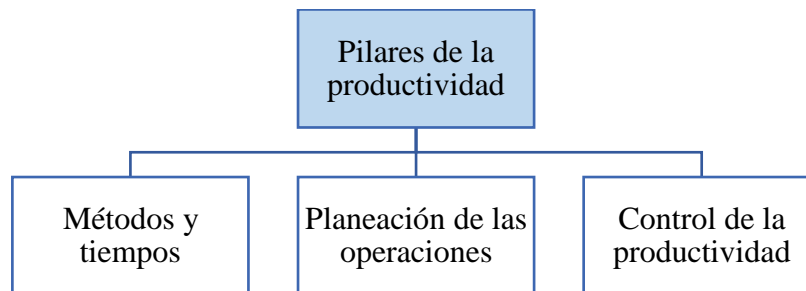 Pilares de la
productividad
Métodos y
tiempos
Planeación de las
operaciones
Control de la
productividad